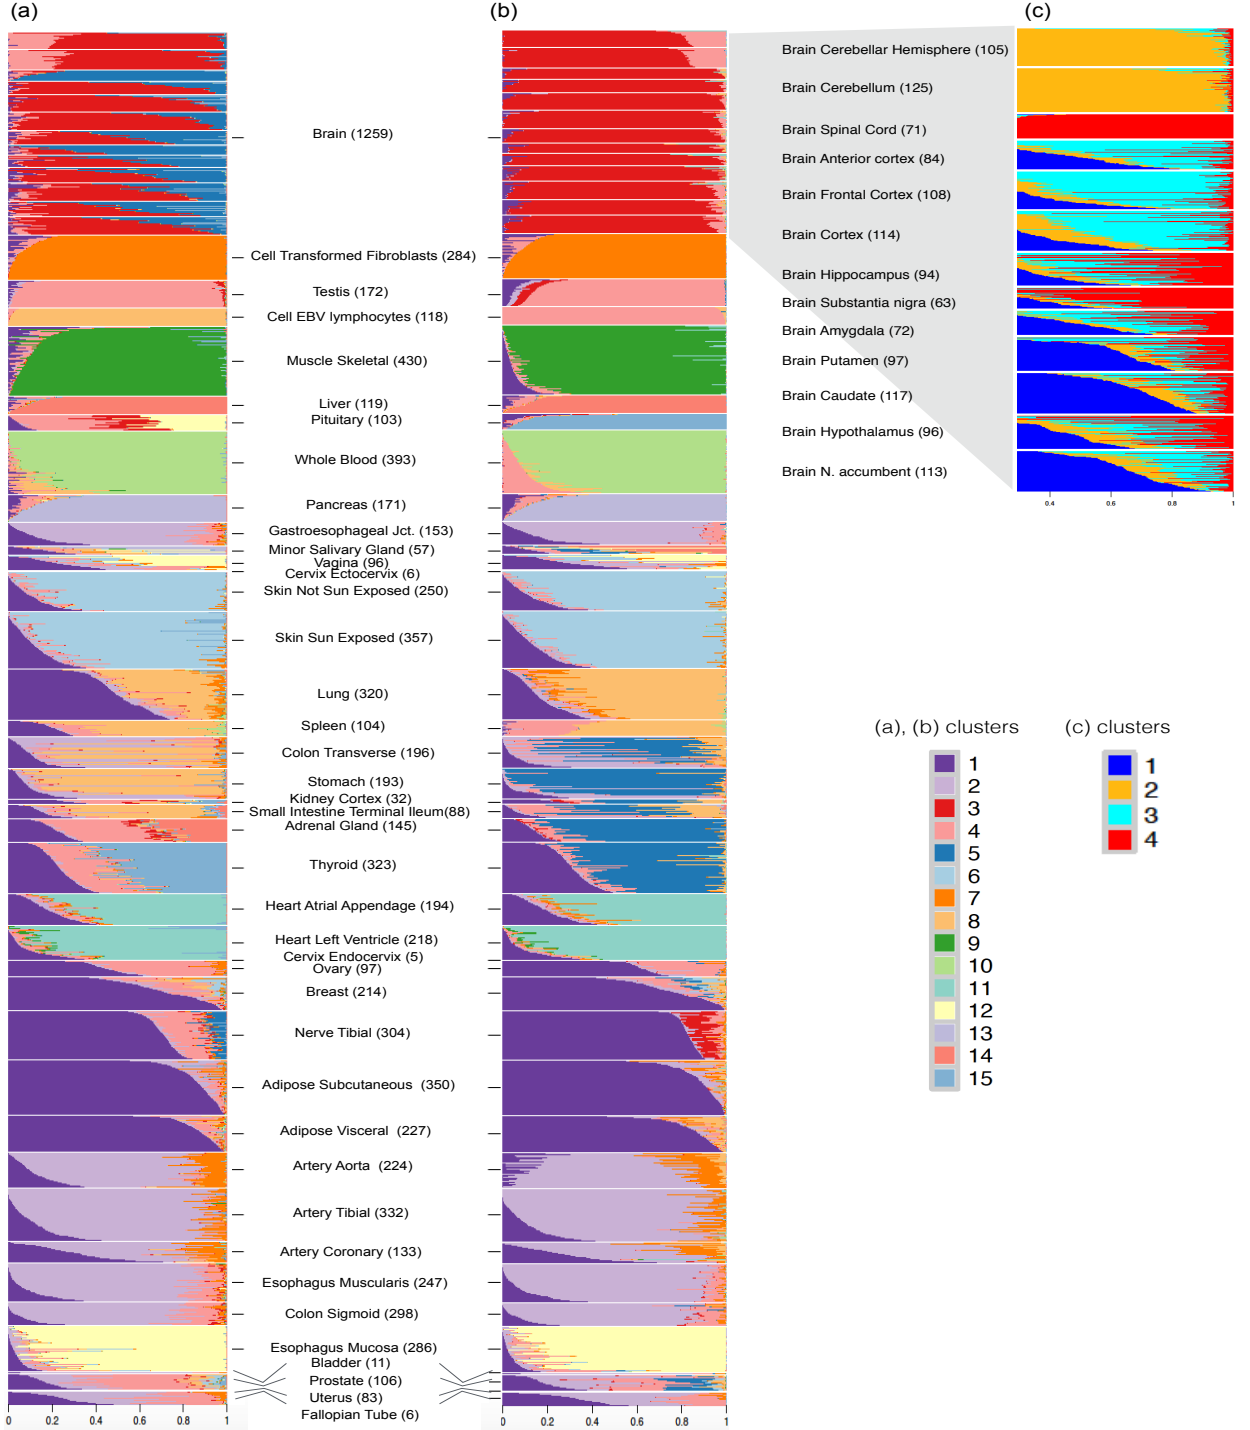 (a)
(b)
(c)
Brain (1259)
Cell Transformed Fibroblasts (284)
Testis (172)
Cell EBV lymphocytes (118)
Muscle Skeletal (430)
Liver (119)
Pituitary (103)
Whole Blood (393)
Pancreas (171)
Gastroesophageal Jct. (153)
Minor Salivary Gland (57)
Vagina (96)
Cervix Ectocervix (6)
Skin Not Sun Exposed (250)
Skin Sun Exposed (357)
Lung (320)
Spleen (104)
Colon Transverse (196)
Stomach (193)
Kidney Cortex (32)
Small Intestine Terminal Ileum(88)
Adrenal Gland (145)
Thyroid (323)
Heart Atrial Appendage (194)
Heart Left Ventricle (218)
Cervix Endocervix (5)
Ovary (97)
Breast (214)
Nerve Tibial (304)
Adipose Subcutaneous (350)
Adipose Visceral (227)
Artery Aorta (224)
Artery Tibial (332)
Artery Coronary (133)
Esophagus Muscularis (247)
Colon Sigmoid (298)
Esophagus Mucosa (286)
Bladder (11)
Prostate (106)
Uterus (83)
Fallopian Tube (6)
0 0.2 0.4 0.6 0.8 1
0 0.2 0.4 0.6 0.8 1
Brain Cerebellar Hemisphere (105)
Brain Cerebellum (125)
Brain Spinal Cord (71)
Brain Anterior cortex (84)
Brain Frontal Cortex (108)
Brain Cortex (114)
Brain Hippocampus (94)
Brain Substantia nigra (63)
Brain Amygdala (72)
Brain Putamen (97)
Brain Caudate (117)
Brain Hypothalamus (96)
Brain N. accumbent (113)
0.4 0.6 0.8 1
(a), (b) clusters
1
2
3
4
5
6
7
8
9
10
11
12
13
14
15
(c) clusters
1
2
3
4